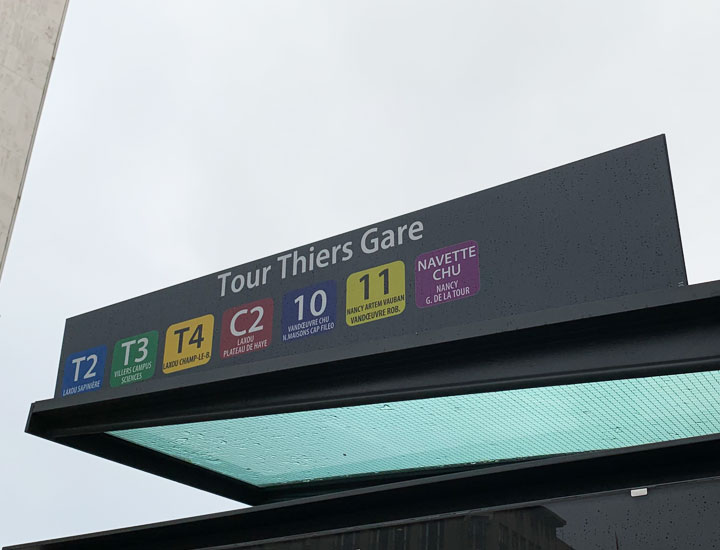 Tour Thiers Gare
T2
LAXOU SAPINIÈRE
T3
VILLERS CAMPUS
SCIENCES
T4
LAXOU CHAMP-LE-B.
C2
LAXOU
PLATEAU DE HAYE
10
VANDŒUVRE CHU
N.MAISONS CAP FILEO
11
NANCY ARTEM VAUBAN
VANDŒUVRE ROB.
NAVETTE
CHU
NANCY
G. DE LA TOUR